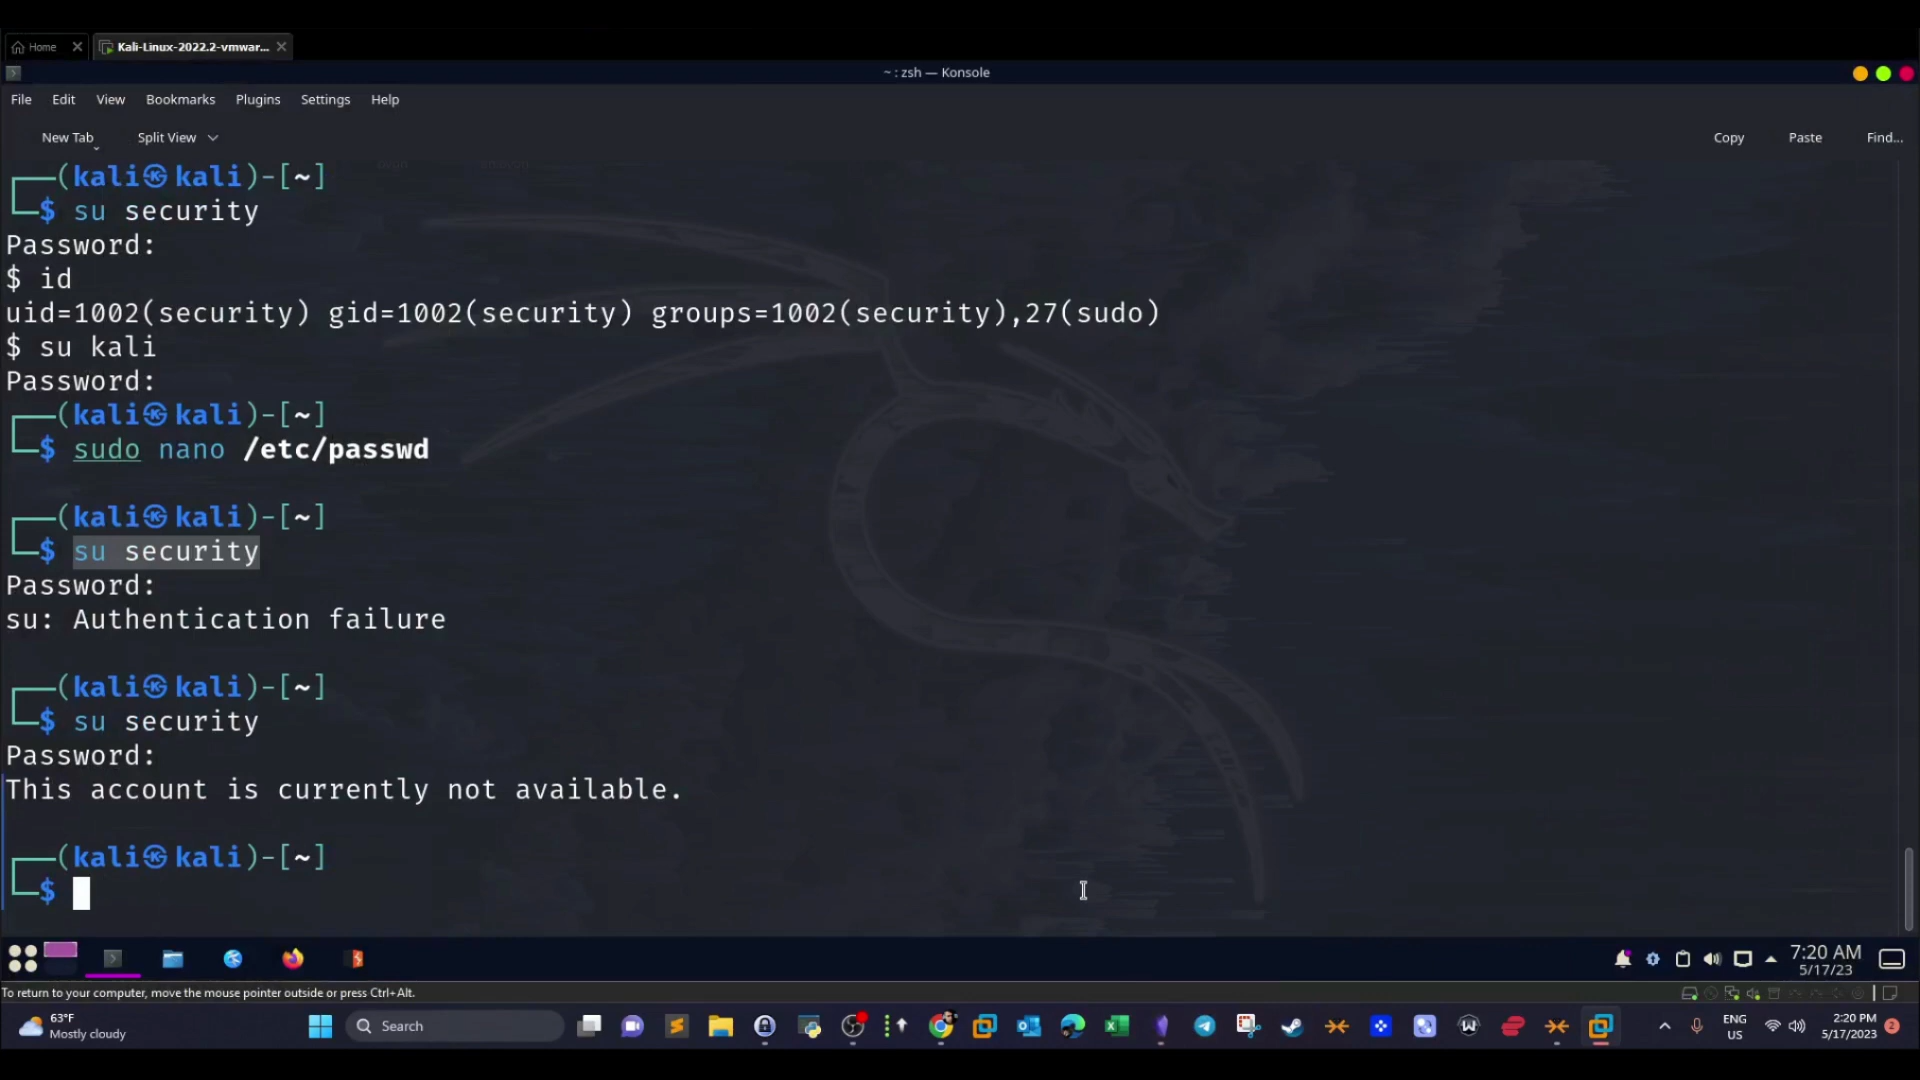 Home
Kali-Linux-2022.2-vmwar...
~ : zsh — Konsole
File Edit View Bookmarks Plugins Settings Help
New Tab Split View Copy Paste Find...
┌──(kali㉿kali)-[~]
└─$ su security
Password:
$ id
uid=1002(security) gid=1002(security) groups=1002(security),27(sudo)
$ su kali
Password:
┌──(kali㉿kali)-[~]
└─$ sudo nano /etc/passwd
┌──(kali㉿kali)-[~]
└─$ su security
Password:
su: Authentication failure
┌──(kali㉿kali)-[~]
└─$ su security
Password:
This account is currently not available.
┌──(kali㉿kali)-[~]
└─$
7:20 AM
5/17/23
To return to your computer, move the mouse pointer outside or press Ctrl+Alt.
63°F
Mostly cloudy
Search
ENG
US
2:20 PM
5/17/2023
2